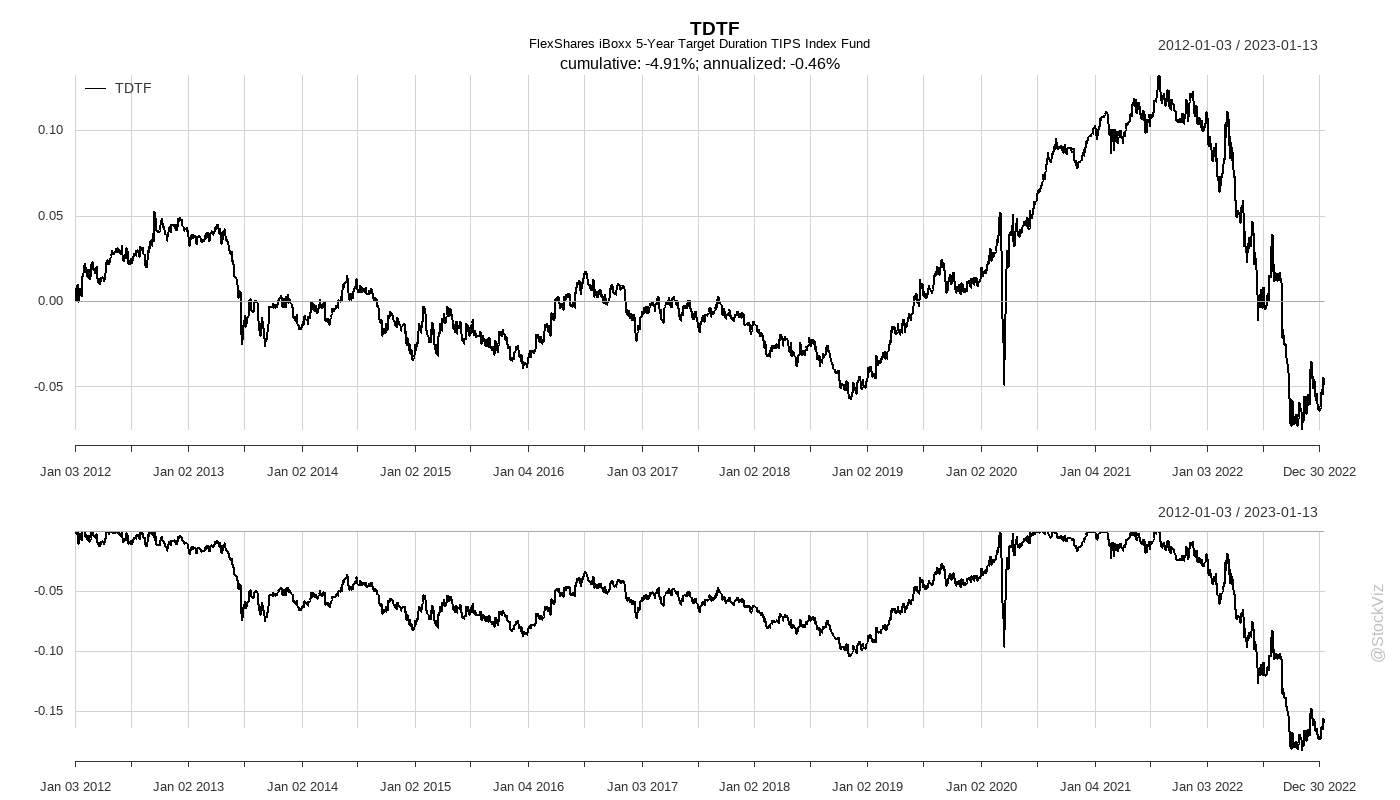 TDTF
FlexShares iBoxx 5-Year Target Duration TIPS Index Fund
2012-01-03 / 2023-01-13
cumulative: -4.91%; annualized: -0.46%
TDTF
0.10
0.05
0.00
-0.05
Jan 03 2012 Jan 02 2013 Jan 02 2014 Jan 02 2015 Jan 04 2016 Jan 03 2017 Jan 02 2018 Jan 02 2019 Jan 02 2020 Jan 04 2021 Jan 03 2022 Dec 30 2022
2012-01-03 / 2023-01-13
-0.05
-0.10
-0.15
Jan 03 2012 Jan 02 2013 Jan 02 2014 Jan 02 2015 Jan 04 2016 Jan 03 2017 Jan 02 2018 Jan 02 2019 Jan 02 2020 Jan 04 2021 Jan 03 2022 Dec 30 2022
@StockViz